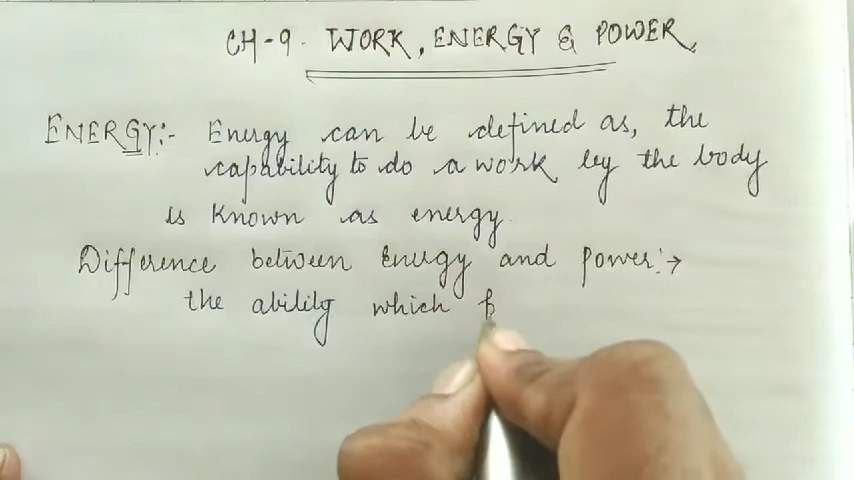 CH-9. WORK, ENERGY & POWER
ENERGY:- Energy can be defined as, the
capability to do a work by the body
is known as energy.
Difference between Energy and power:→
the ability which